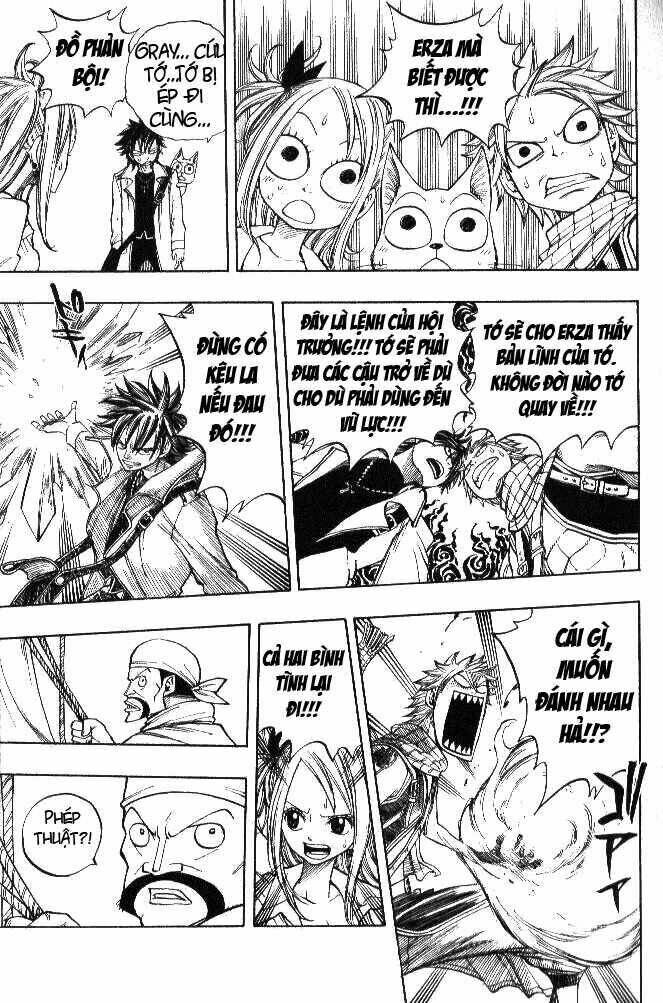 ERZA MÀ
BIẾT ĐƯỢC
THÌ....!!!
GRAY... CÚU
TỚ...TỚ BỊ
ÉP ĐI
CÙNG...
ĐỒ PHẢN
BỘI!
TỚ SẼ CHO ERZA THẤY
BẢN LĨNH CỦA TỚ.
KHÔNG ĐỜI NÀO TỚ
QUAY VỀ!!!
ĐÂY LÀ LỆNH CỦA HỘI
TRƯỞNG!!! TỚ SẼ PHẢI
ĐƯA CÁC CẬU TRỞ VỀ DÙ
CHO DÙ PHẢI DÙNG ĐẾN
VŨ LỰC!!!
ĐỪNG CÓ
KÊU LA
NẾU ĐAU
ĐÓ!!!
CÁI GÌ,
MUỐN
ĐÁNH NHAU
HẢ!!?
CẢ HAI BÌNH
TĨNH LẠI
ĐI!!!
PHÉP
THUẬT?!